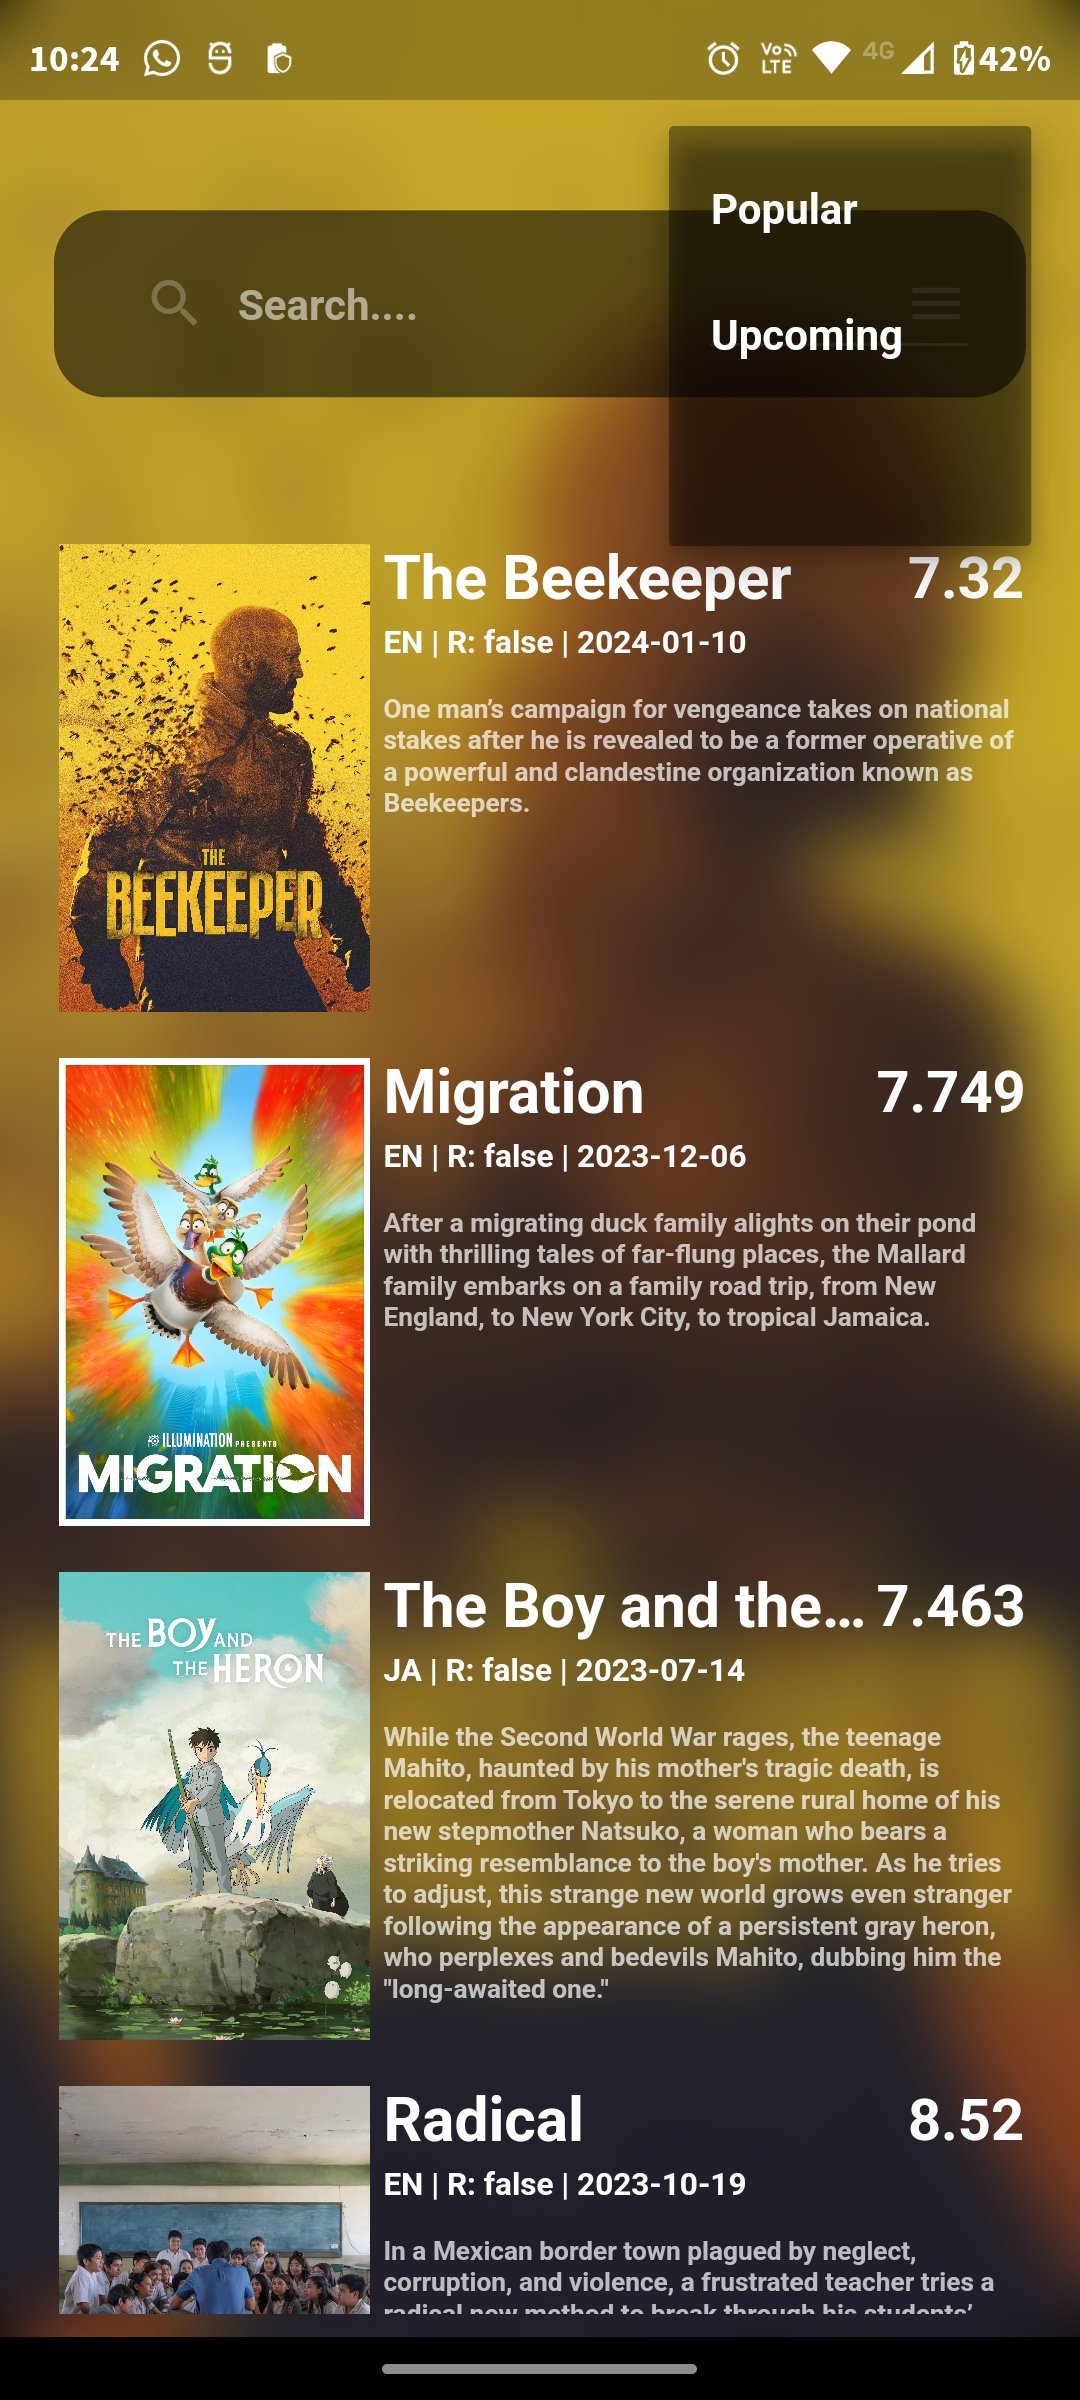 10:24
Vo LTE 4G 42%
Popular
Search....
Upcoming
THE
BEEKEEPER
The Beekeeper 7.32
EN | R: false | 2024-01-10
One man’s campaign for vengeance takes on national
stakes after he is revealed to be a former operative of
a powerful and clandestine organization known as
Beekeepers.
ILLUMINATION PRESENTS
MIGRATION
Migration 7.749
EN | R: false | 2023-12-06
After a migrating duck family alights on their pond
with thrilling tales of far-flung places, the Mallard
family embarks on a family road trip, from New
England, to New York City, to tropical Jamaica.
THE BOY AND
THE HERON
The Boy and the... 7.463
JA | R: false | 2023-07-14
While the Second World War rages, the teenage
Mahito, haunted by his mother's tragic death, is
relocated from Tokyo to the serene rural home of his
new stepmother Natsuko, a woman who bears a
striking resemblance to the boy's mother. As he tries
to adjust, this strange new world grows even stranger
following the appearance of a persistent gray heron,
who perplexes and bedevils Mahito, dubbing him the
"long-awaited one."
Radical 8.52
EN | R: false | 2023-10-19
In a Mexican border town plagued by neglect,
corruption, and violence, a frustrated teacher tries a
radical new method to break through his students’